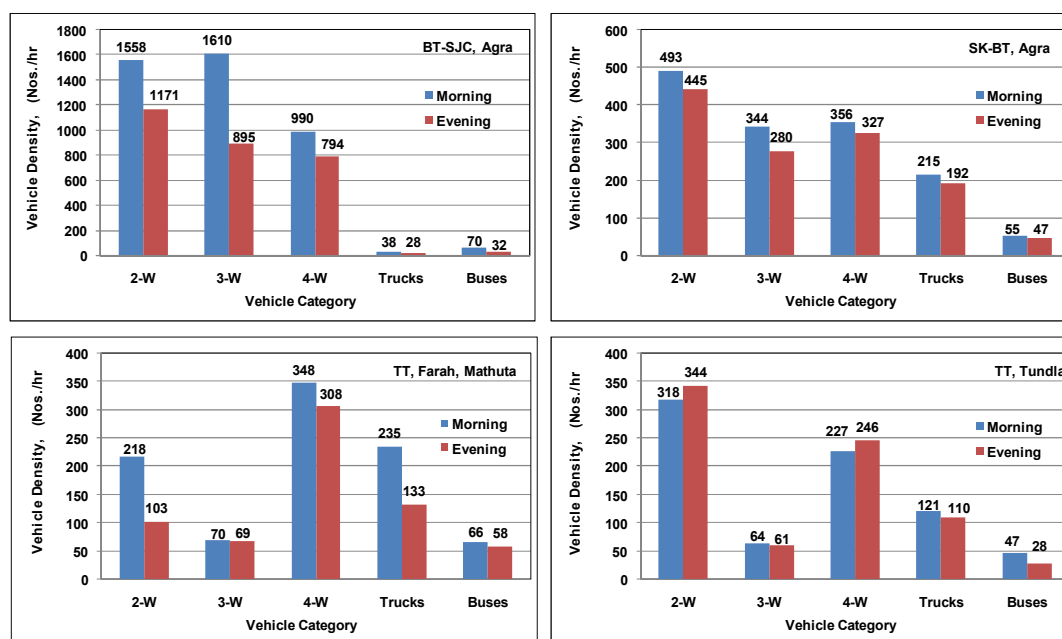 BT-SJC, Agra
Vehicle Density, (Nos./hr
1800
1600
1400
1200
1000
800
600
400
200
0
1558
1171
1610
895
990
794
38
28
70
32
Morning
Evening
2-W
3-W
4-W
Trucks
Buses
Vehicle Category
SK-BT, Agra
Vehicle Density, (Nos./hr
600
500
400
300
200
100
0
493
445
344
280
356
327
215
192
55
47
Morning
Evening
2-W
3-W
4-W
Trucks
Buses
Vehicle Category
TT, Farah, Mathuta
Vehicle Density, (Nos./hr
400
350
300
250
200
150
100
50
0
218
103
70
69
348
308
235
133
66
58
Morning
Evening
2-W
3-W
4-W
Trucks
Buses
Vehicle Category
TT, Tundla
Vehicle Density, (Nos./hr
400
350
300
250
200
150
100
50
0
318
344
64
61
227
246
121
110
47
28
Morning
Evening
2-W
3-W
4-W
Trucks
Buses
Vehicle Category